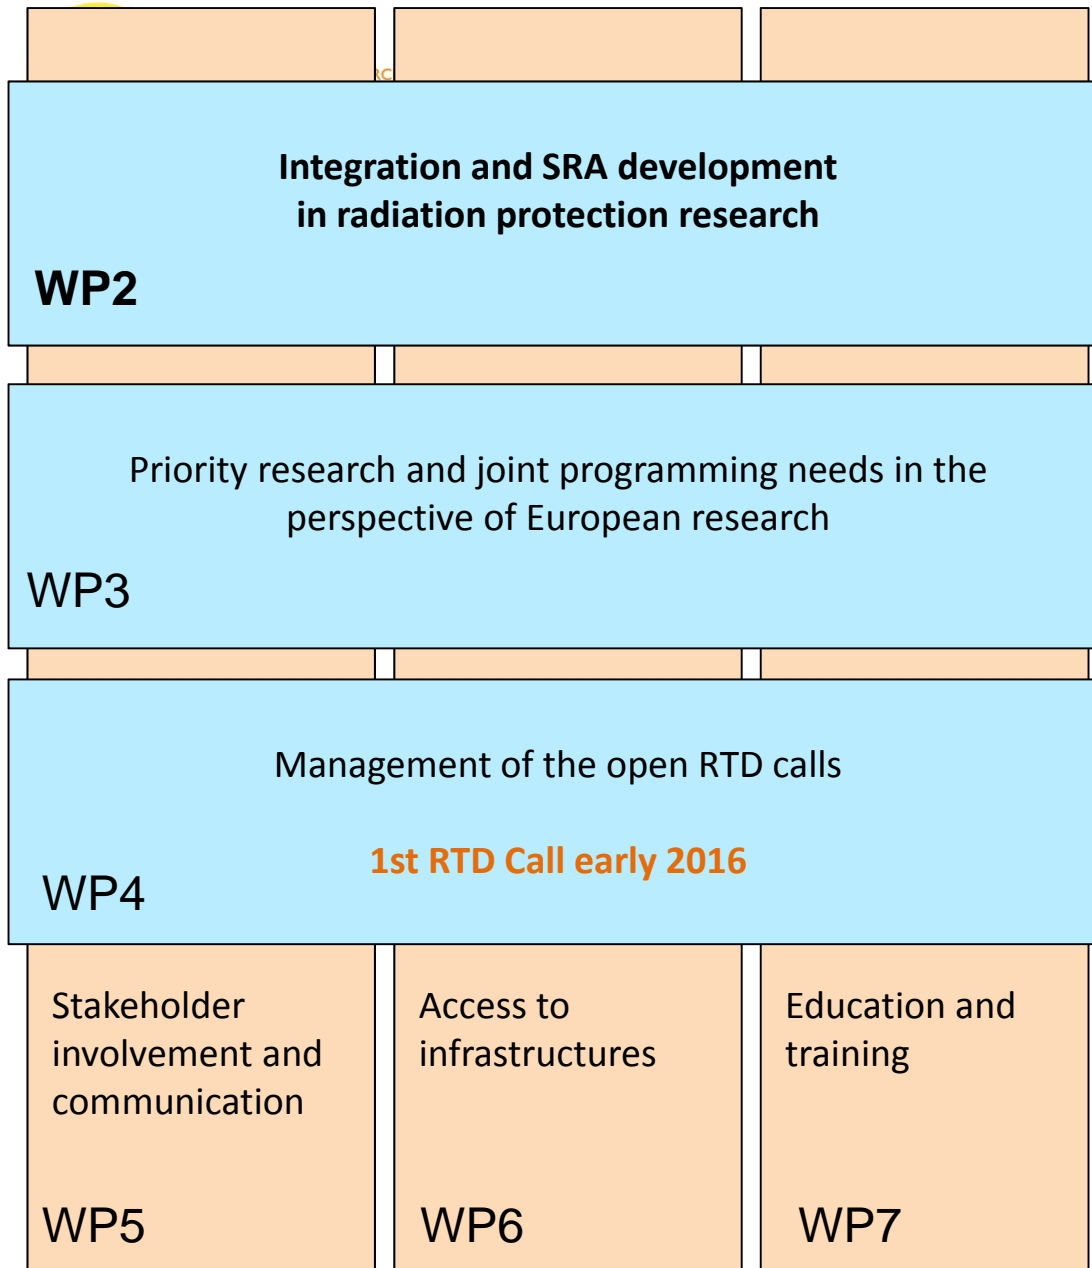 RC
Integration and SRA development
in radiation protection research
WP2
Priority research and joint programming needs in the
perspective of European research
WP3
Management of the open RTD calls
1st RTD Call early 2016
WP4
Stakeholder
involvement and
communication
WP5
Access to
infrastructures
WP6
Education and
training
WP7